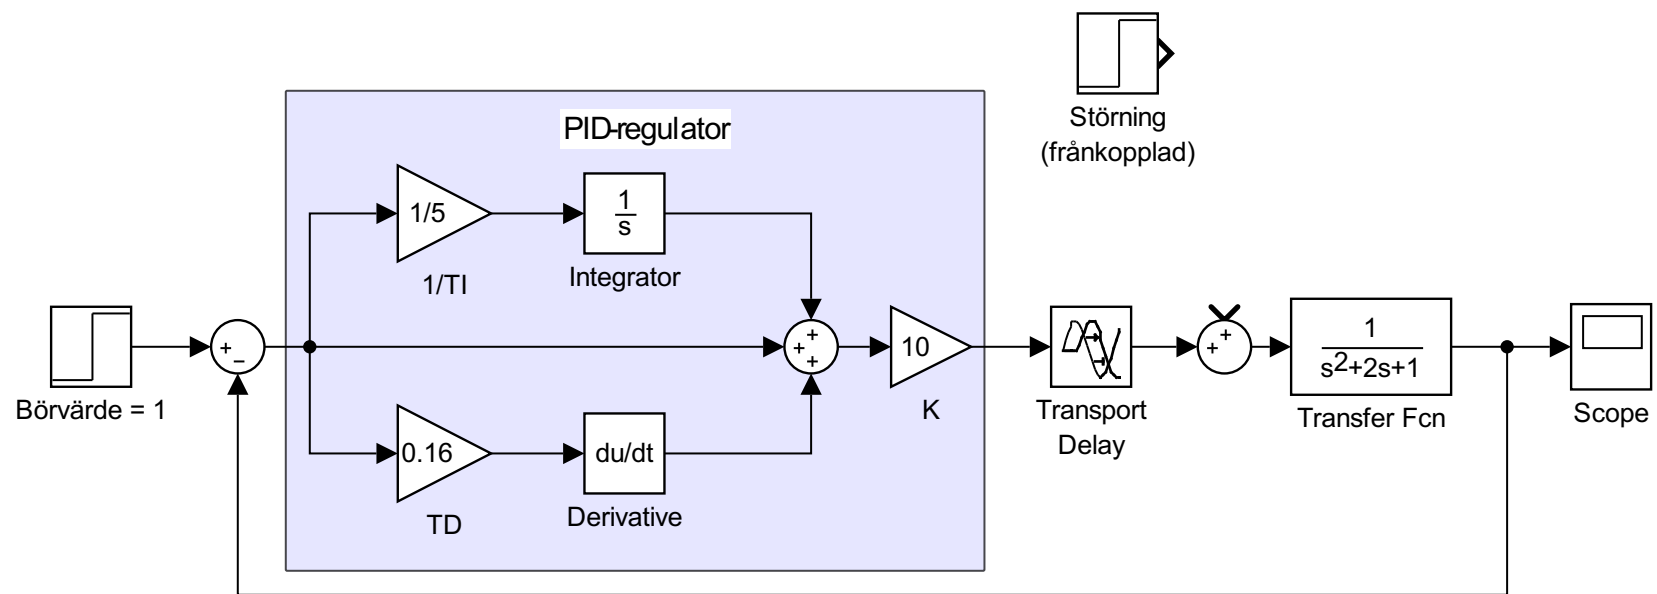 Störning
(frånkopplad)
PID-regulator
1/5
1
s
1/TI
Integrator
Börvärde = 1
+
−
+
+
+
10
K
Transport
Delay
+
+
1
s2+2s+1
Transfer Fcn
Scope
0.16
TD
du/dt
Derivative